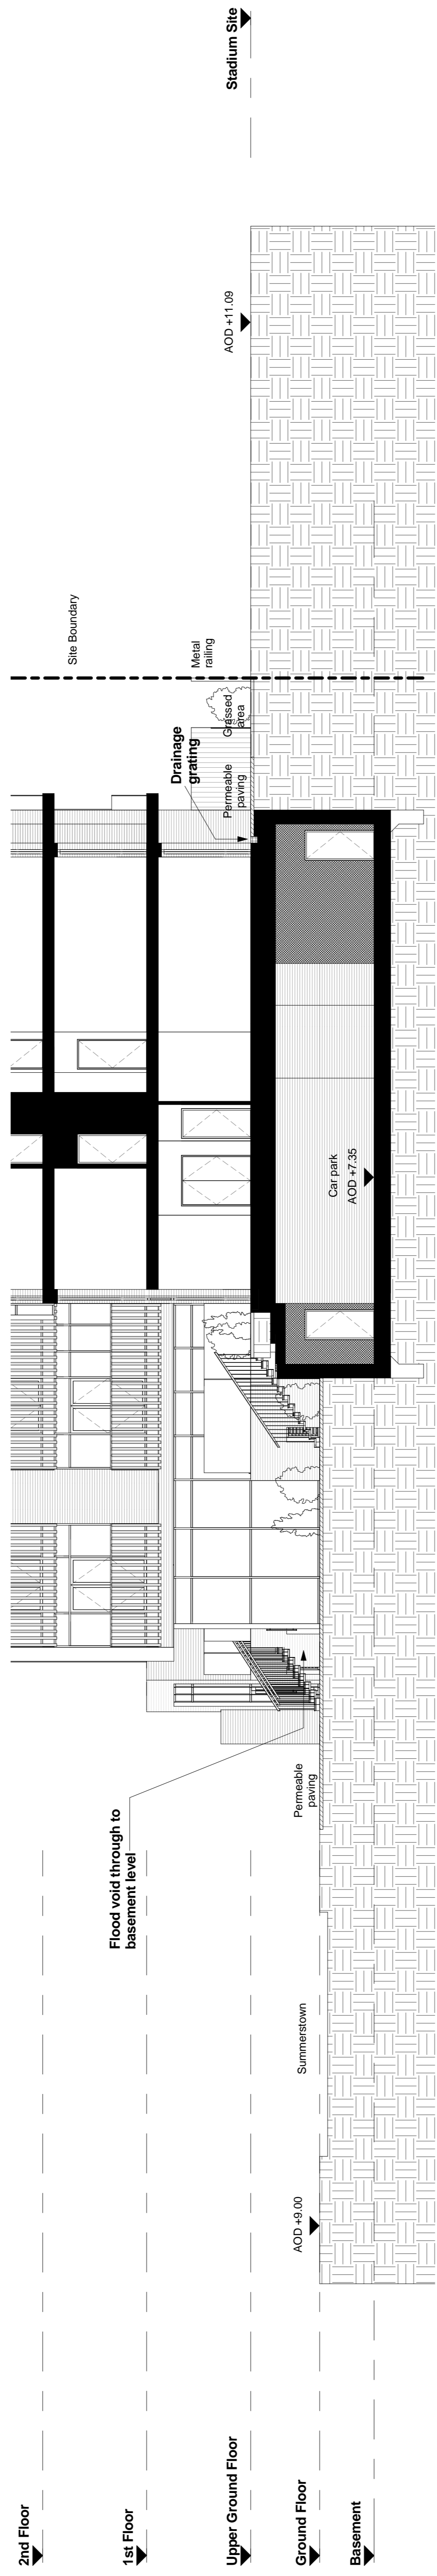 2nd Floor
1st Floor
Upper Ground Floor
Ground Floor
Basement
AOD +9.00
Summerstown
Flood void through to
basement level
Permeable
paving
Car park
AOD +7.35
Drainage
grating
Permeable
paving
Grassed
area
Metal
railing
Site Boundary
AOD +11.09
Stadium Site